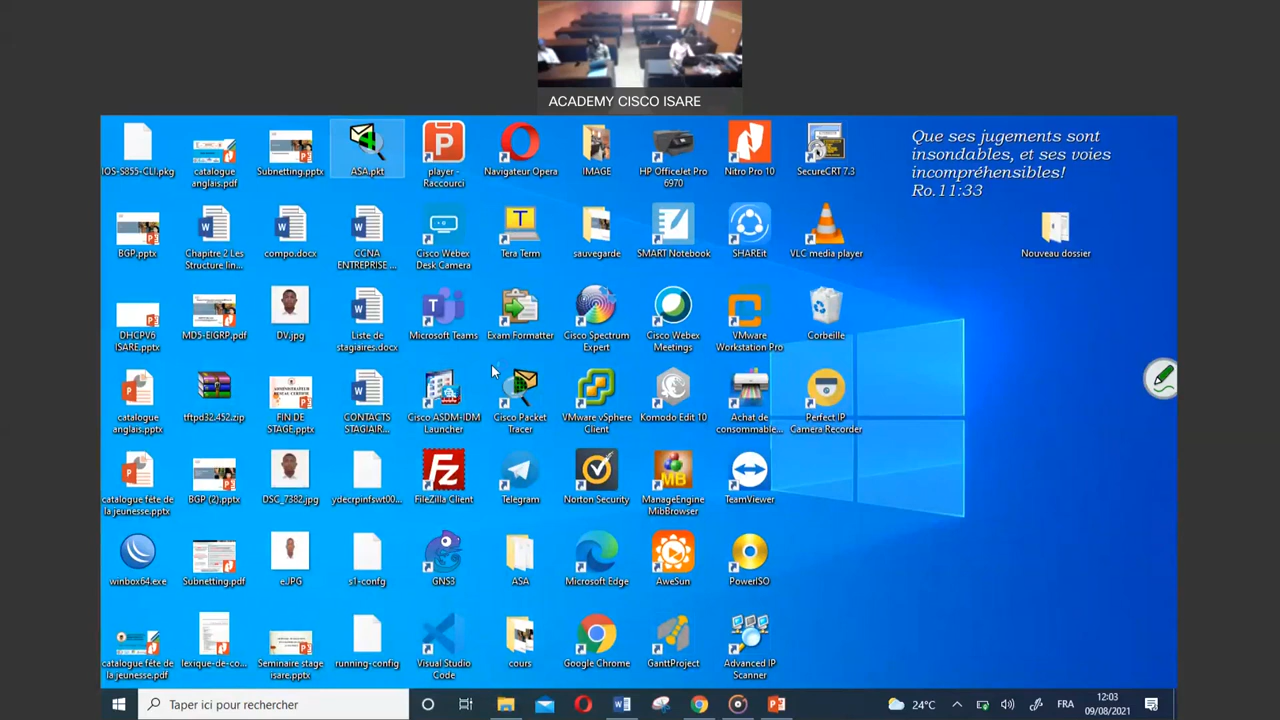 ACADEMY CISCO ISARE
Que ses jugements sont
insondables, et ses voies
incompréhensibles!
Ro.11:33
IOS-S855-CLI.pkg
catalogue
anglais.pdf
Subnetting.pptx
ASA.pkt
player -
Raccourci
Navigateur Opera
IMAGE
HP OfficeJet Pro
6970
Nitro Pro 10
SecureCRT 7.3
BGP.pptx
Chapitre 2 Les
Structure lin...
compo.docx
CCNA
ENTREPRISE ...
Cisco Webex
Desk Camera
Tera Term
sauvegarde
SMART Notebook
SHAREit
VLC media player
Nouveau dossier
DHCPV6
ISARE.pptx
MD5-EIGRP.pdf
DV.jpg
Liste de
stagiaires.docx
Microsoft Teams
Exam Formatter
Cisco Spectrum
Expert
Cisco Webex
Meetings
VMware
Workstation Pro
Corbeille
catalogue
anglais.pptx
tftpd32.452.zip
FIN DE
STAGE.pptx
CONTACTS
STAGIAIR...
Cisco ASDM-IDM
Launcher
Cisco Packet
Tracer
VMware vSphere
Client
Komodo Edit 10
Achat de
consommable...
Perfect IP
Camera Recorder
catalogue féte de
la jeunesse.pptx
BGP (2).pptx
DSC_7382.jpg
ydecrpinfswt00...
FileZilla Client
Telegram
Norton Security
ManageEngine
MibBrowser
TeamViewer
winbox64.exe
Subnetting.pdf
eJPG
s1-confg
GNS3
ASA
Microsoft Edge
AweSun
PowerISO
catalogue féte de
la jeunesse.pdf
lexique-de-co...
Seminaire stage
isare.pptx
running-config
Visual Studio
Code
cours
Google Chrome
GanttProject
Advanced IP
Scanner
Taper ici pour rechercher
24°C
FRA
12:03
09/08/2021